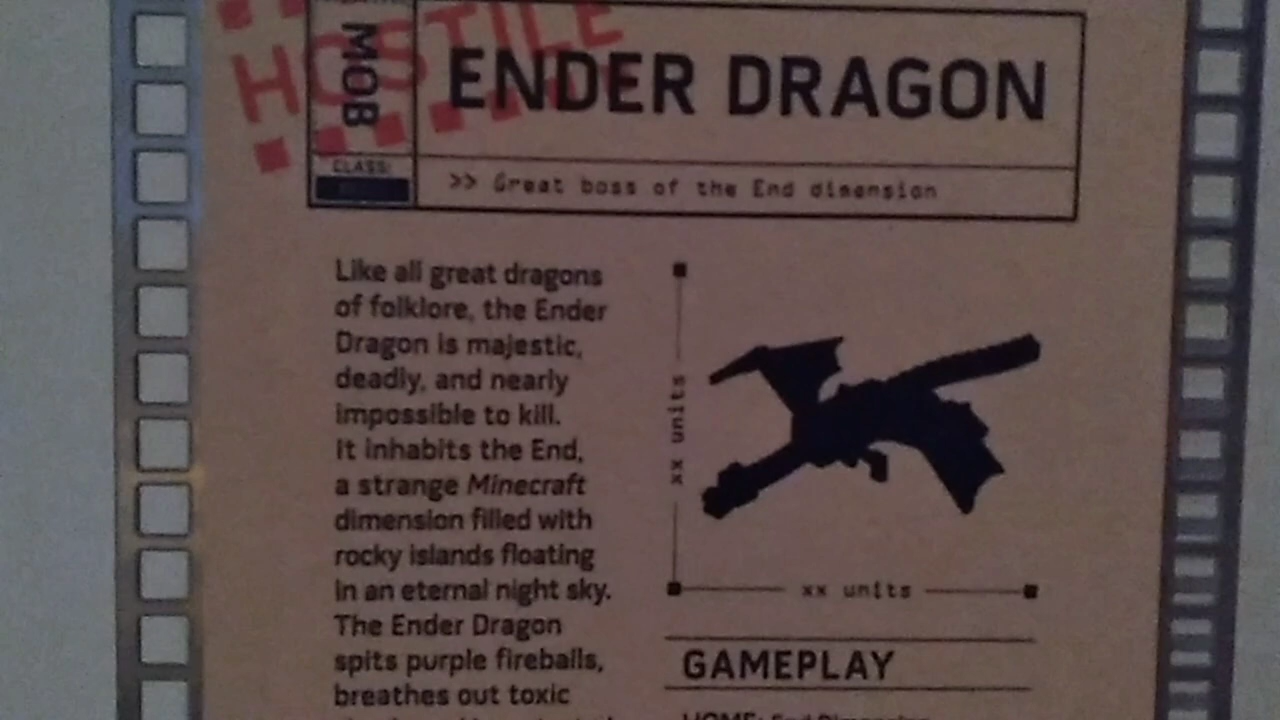 HOSTILE
MOB
ENDER DRAGON
CLASS:
>> Great boss of the End dimension
Like all great dragons
of folklore, the Ender
Dragon is majestic,
deadly, and nearly
impossible to kill.
It inhabits the End,
a strange Minecraft
dimension filled with
rocky islands floating
in an eternal night sky.
The Ender Dragon
spits purple fireballs,
breathes out toxic
xx units
xx units
GAMEPLAY
HOME: End Dimension